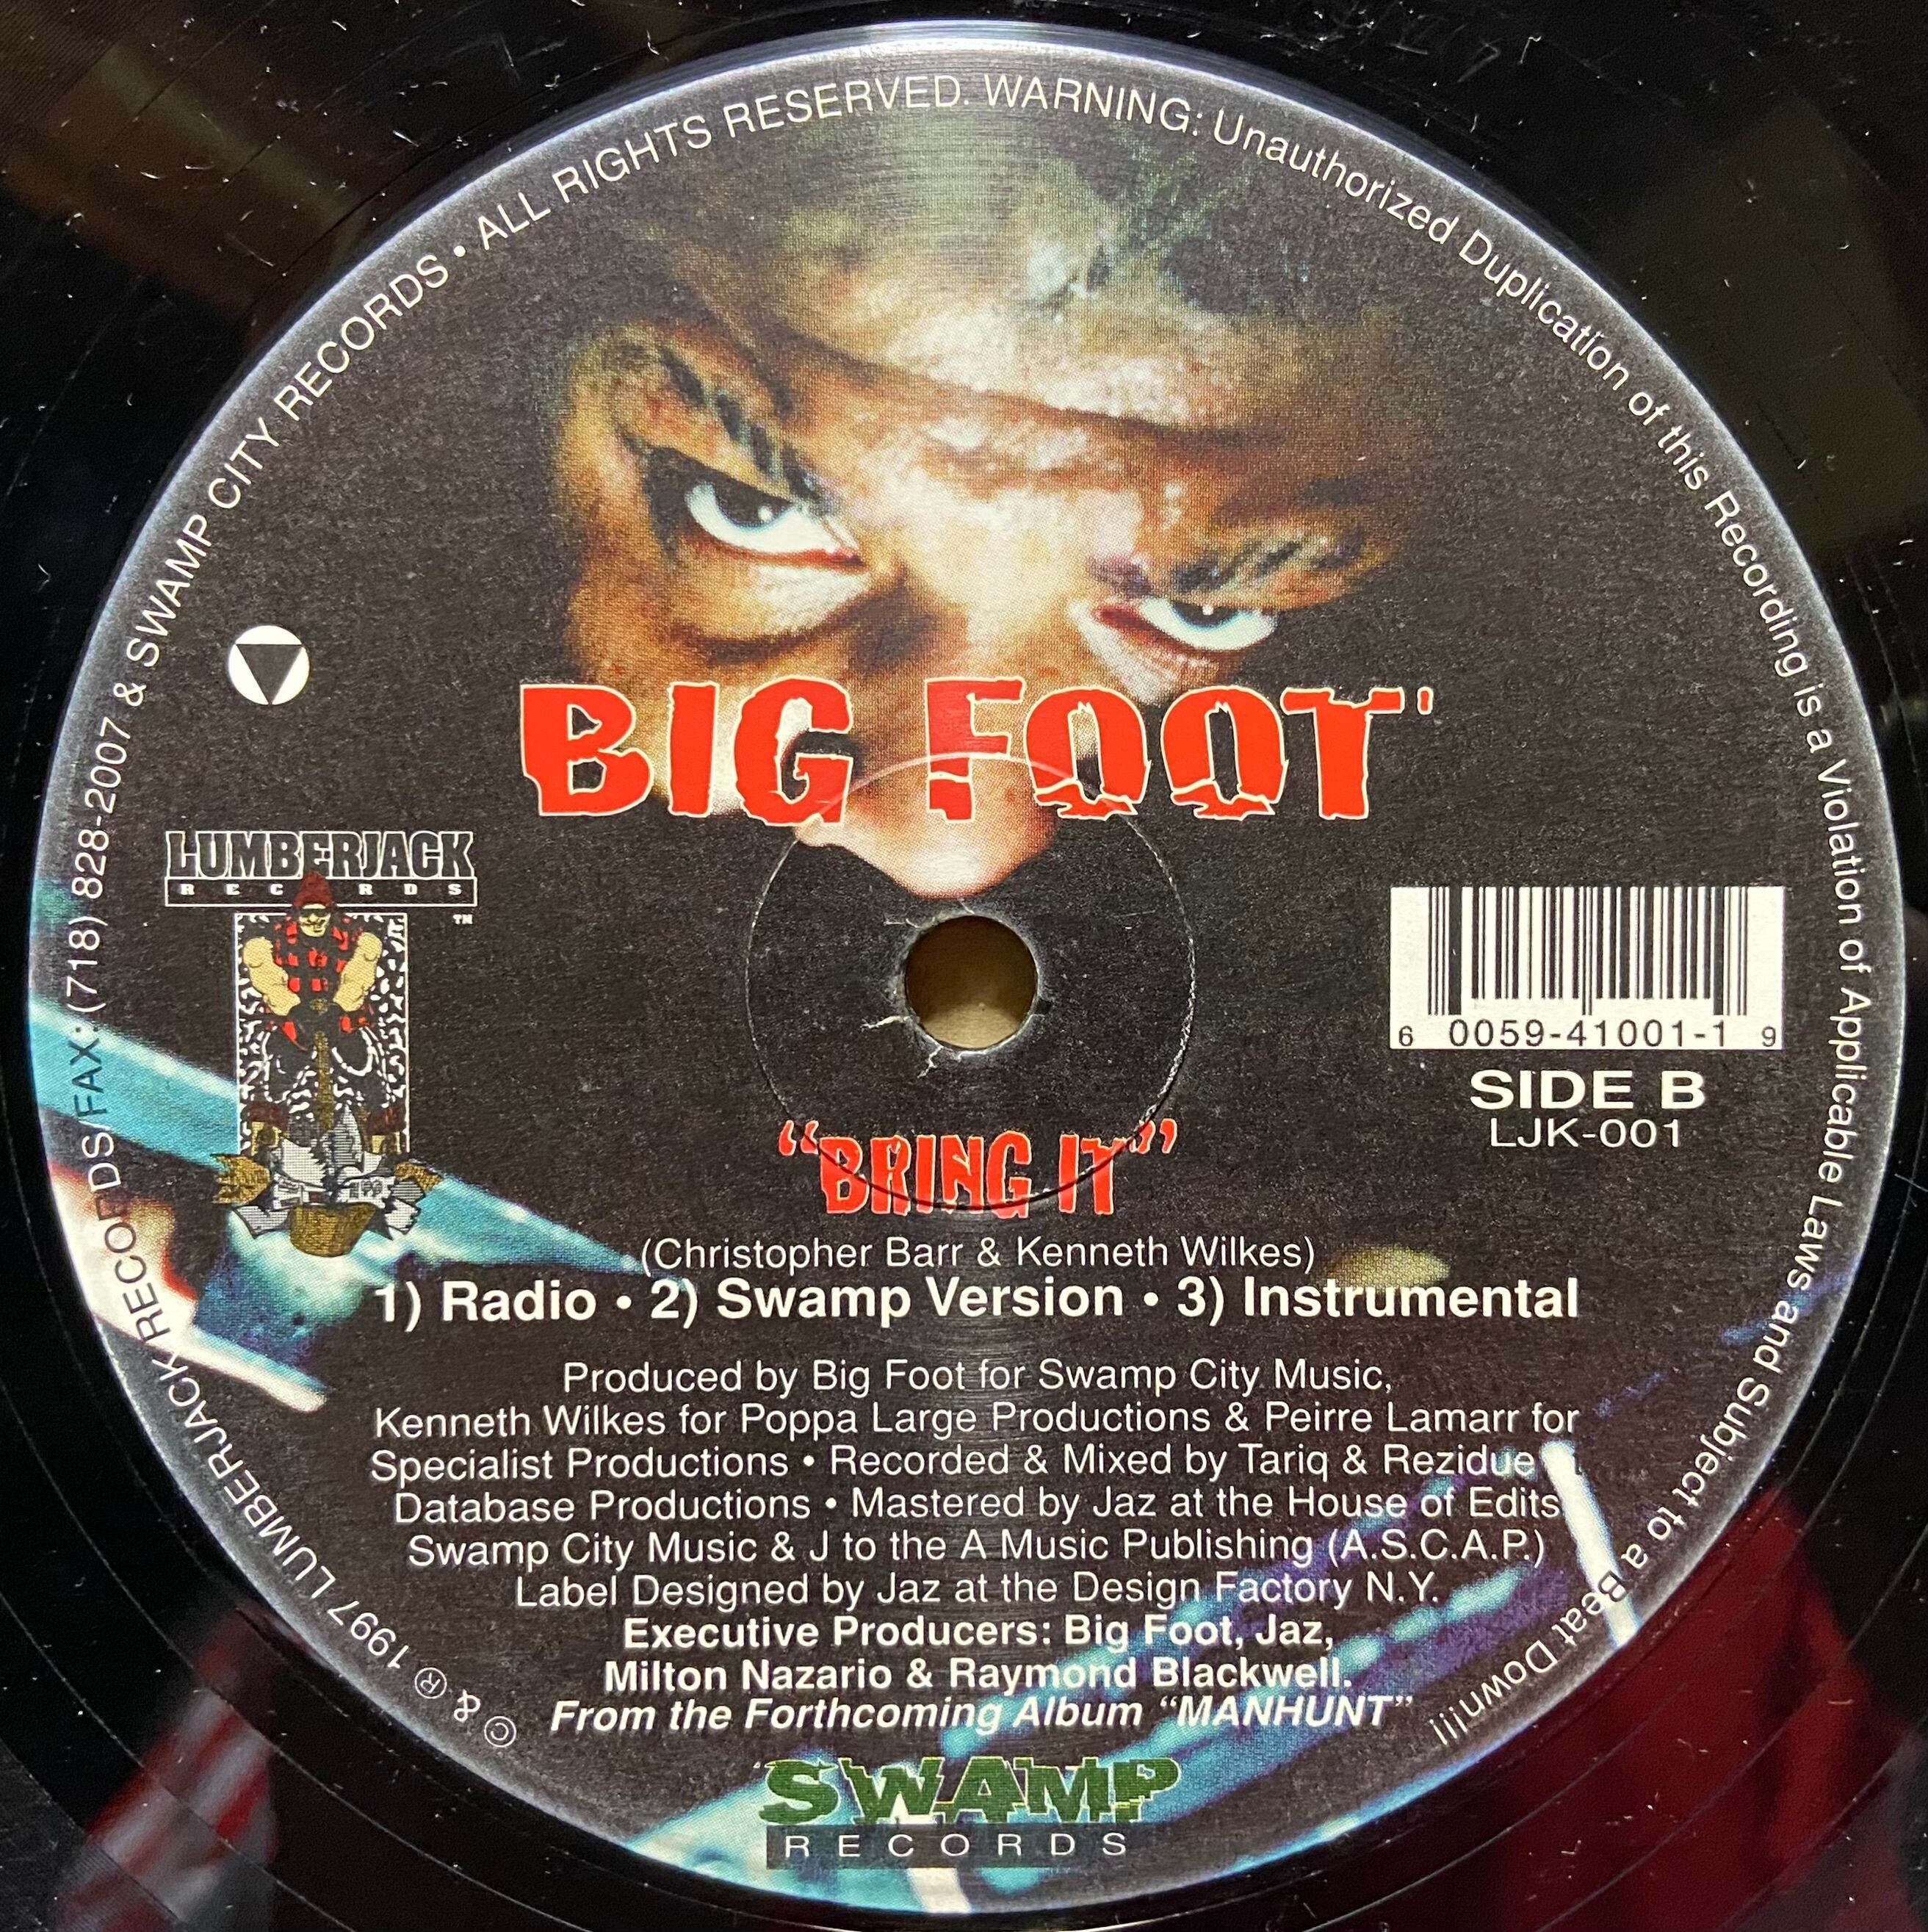 © & ® 1997 LUMBERJACK RECORDS/FAX: (718) 828-2007 & SWAMP CITY RECORDS • ALL RIGHTS RESERVED. WARNING: Unauthorized Duplication of this Recording is a Violation of Applicable Laws and Subject to a Beat Down!!!
BIG FOOT
LUMBERJACK
RECORDS
TM
6 0059-41001-1 9
SIDE B
LJK-001
“BRING IT”
(Christopher Barr & Kenneth Wilkes)
1) Radio • 2) Swamp Version • 3) Instrumental
Produced by Big Foot for Swamp City Music,
Kenneth Wilkes for Poppa Large Productions & Peirre Lamarr for
Specialist Productions • Recorded & Mixed by Tariq & Rezidue
Database Productions • Mastered by Jaz at the House of Edits
Swamp City Music & J to the A Music Publishing (A.S.C.A.P.)
Label Designed by Jaz at the Design Factory N.Y.
Executive Producers: Big Foot, Jaz,
Milton Nazario & Raymond Blackwell.
From the Forthcoming Album “MANHUNT”
SWAMP
RECORDS